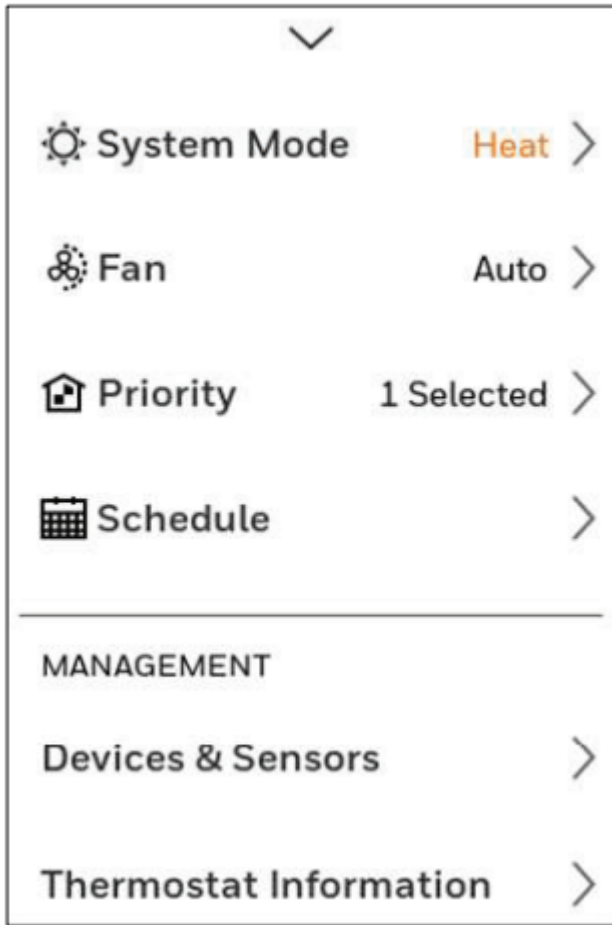 System Mode Heat
Fan Auto
Priority 1 Selected
Schedule
MANAGEMENT
Devices & Sensors
Thermostat Information